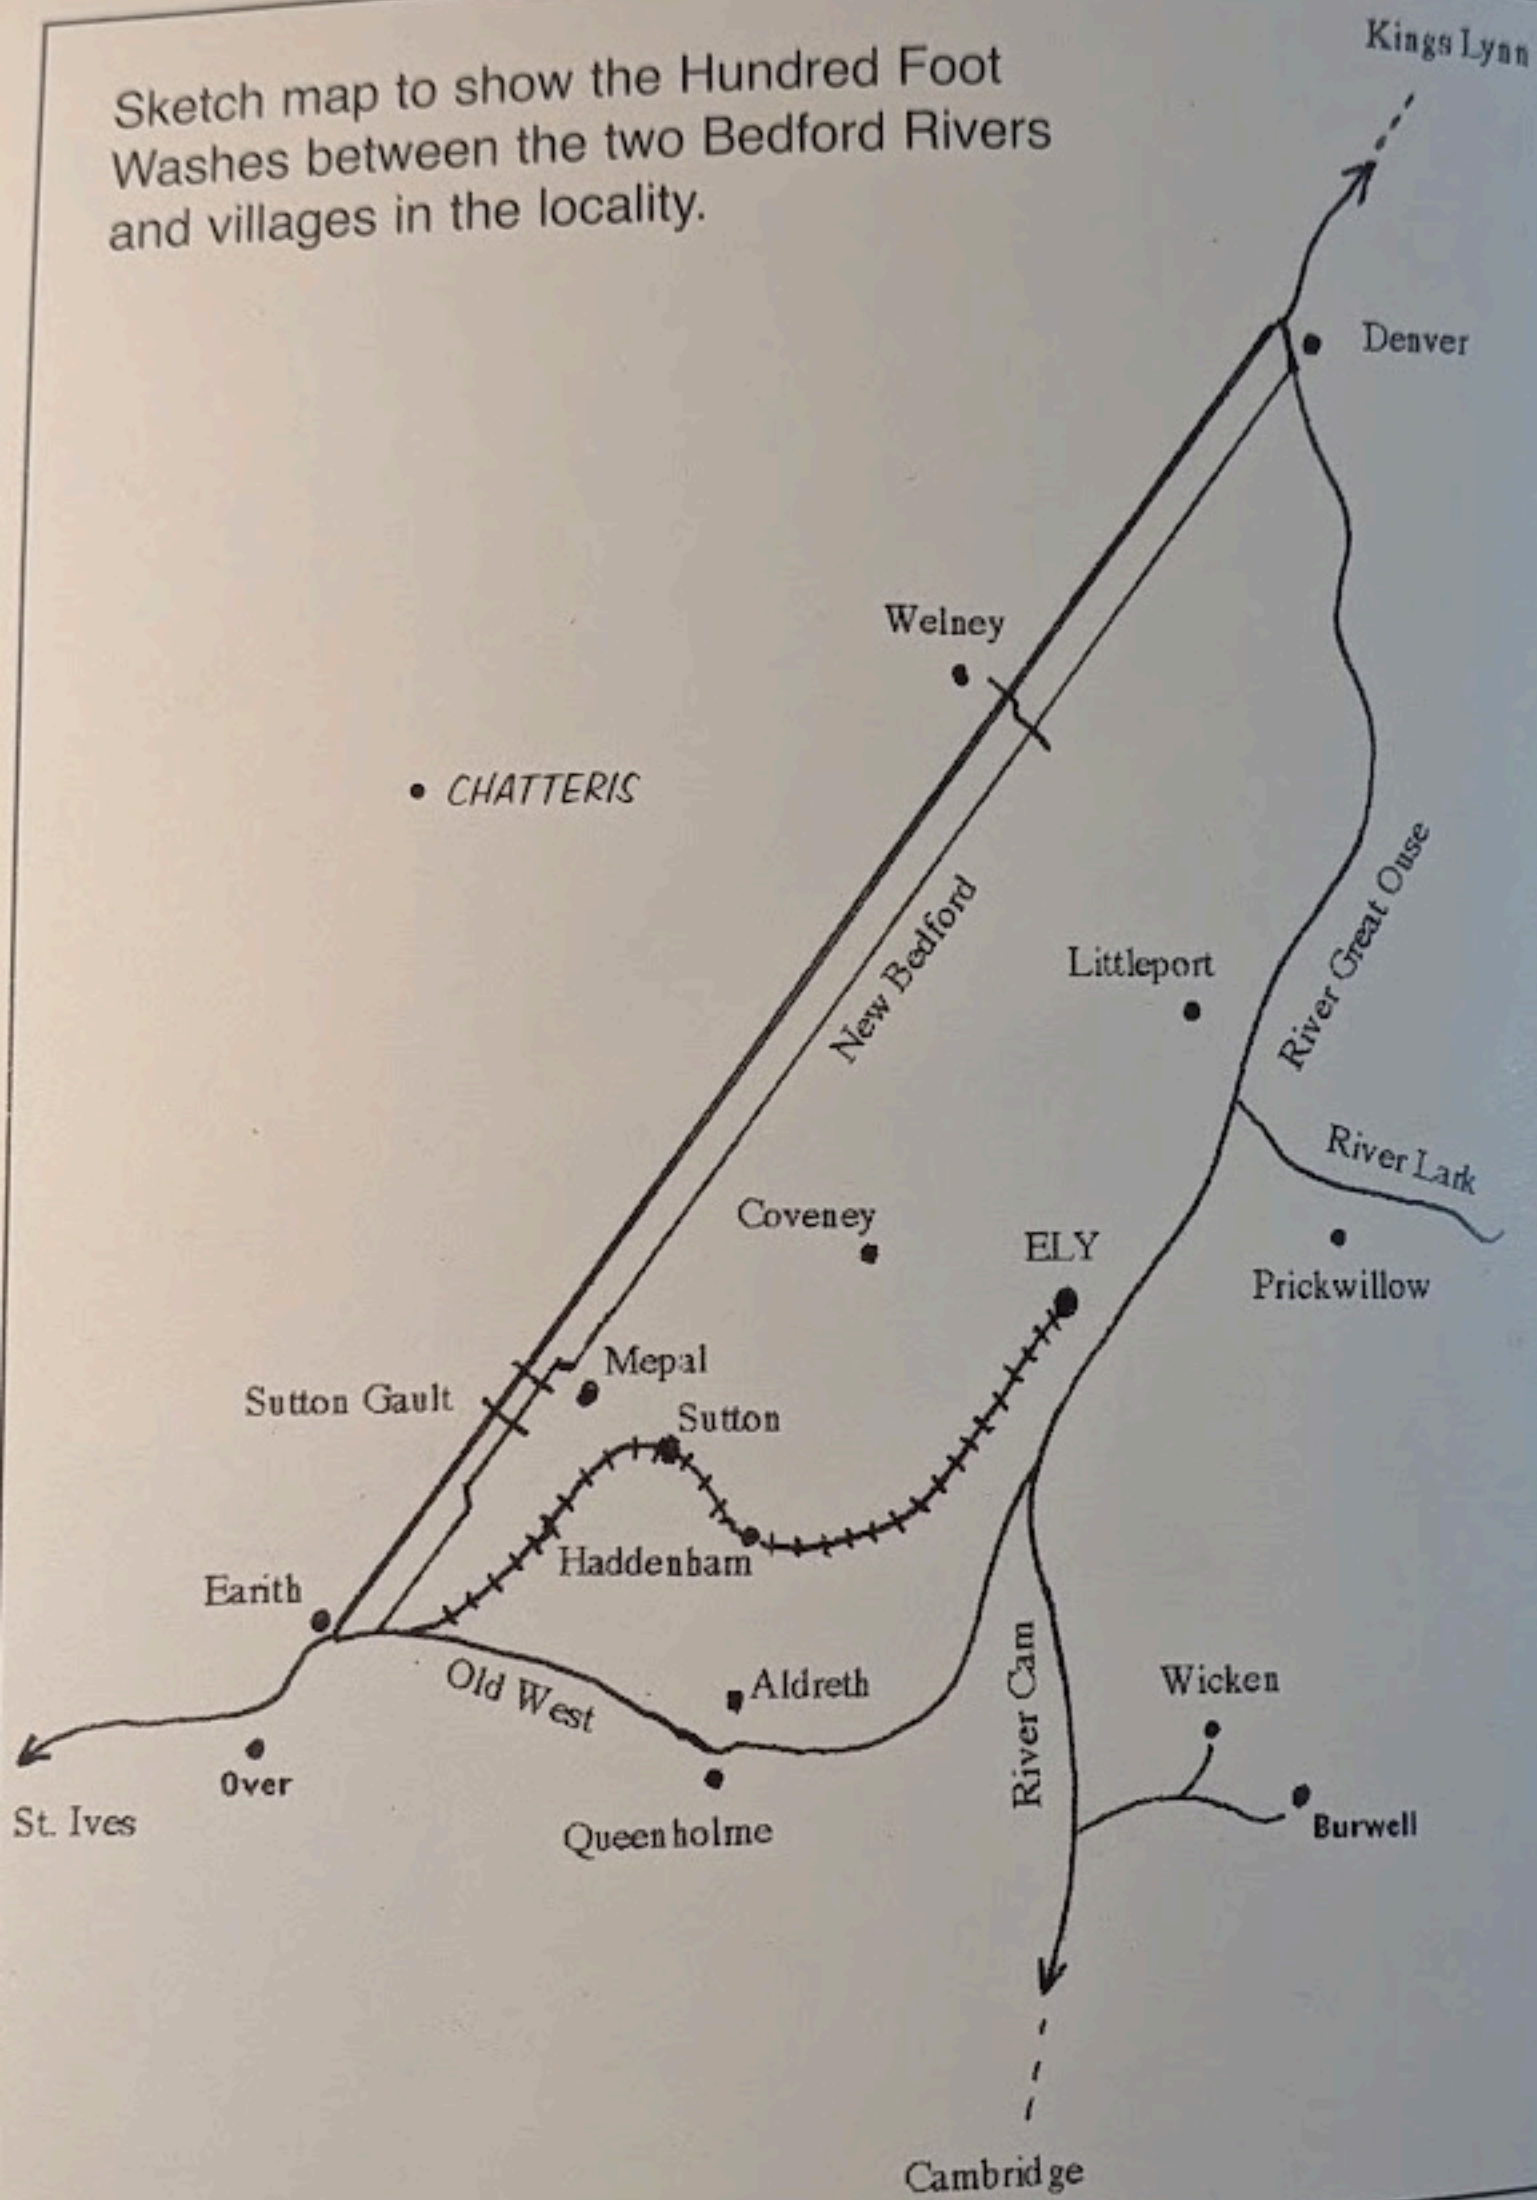 Kings Lynn
Sketch map to show the Hundred Foot
Washes between the two Bedford Rivers
and villages in the locality.
Denver
Welney
CHATTERIS
New Bedford
Littleport
River Great Ouse
River Lark
Coveney
ELY
Prickwillow
Mepal
Sutton Gault
Sutton
Haddenham
Earith
Old West
Aldreth
River Cam
Wicken
Over
St. Ives
Queenholme
Burwell
Cambridge